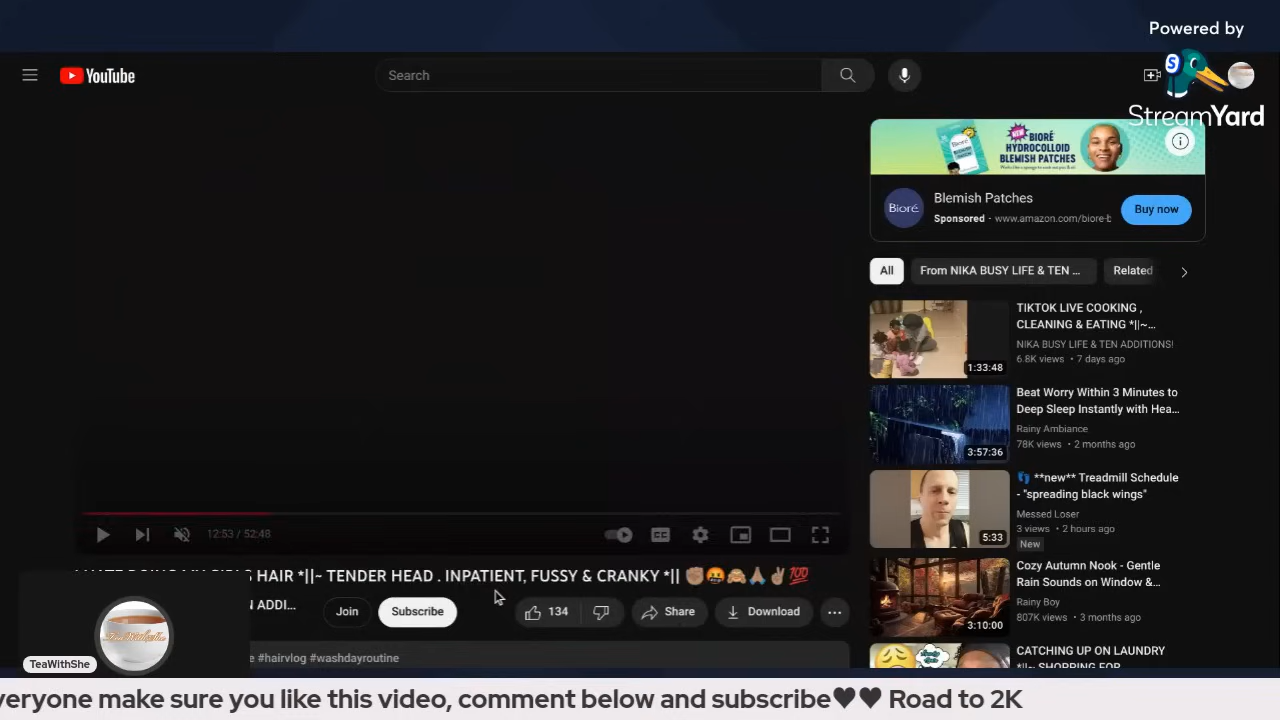 Powered by
StreamYard
YouTube
Search
NEW
BIORÉ
HYDROCOLLOID
BLEMISH PATCHES
Bioré
Blemish Patches
Sponsored · www.amazon.com/biore-b
Buy now
All
From NIKA BUSY LIFE & TEN ...
Related
TIKTOK LIVE COOKING ,
CLEANING & EATING *||~...
NIKA BUSY LIFE & TEN ADDITIONS!
6.8K views • 7 days ago
1:33:48
Beat Worry Within 3 Minutes to
Deep Sleep Instantly with Hea...
Rainy Ambiance
78K views • 2 months ago
3:57:36
👣 **new** Treadmill Schedule
- "spreading black wings"
Messed Loser
3 views • 2 hours ago
New
5:33
Cozy Autumn Nook - Gentle
Rain Sounds on Window &...
Rainy Boy
807K views • 3 months ago
3:10:00
CATCHING UP ON LAUNDRY
*||~ SHOPPING FOR
12:53 / 52:48
HAIR *||~ TENDER HEAD . INPATIENT, FUSSY & CRANKY *|| ✊🏽🤬🙈🙏🏽✌🏽💯
N ADDI...
Join
Subscribe
134
Share
Download
e #hairvlog #washdayroutine
TeaWithShe
TeaWithShe
veryone make sure you like this video, comment below and subscribe♥♥ Road to 2K